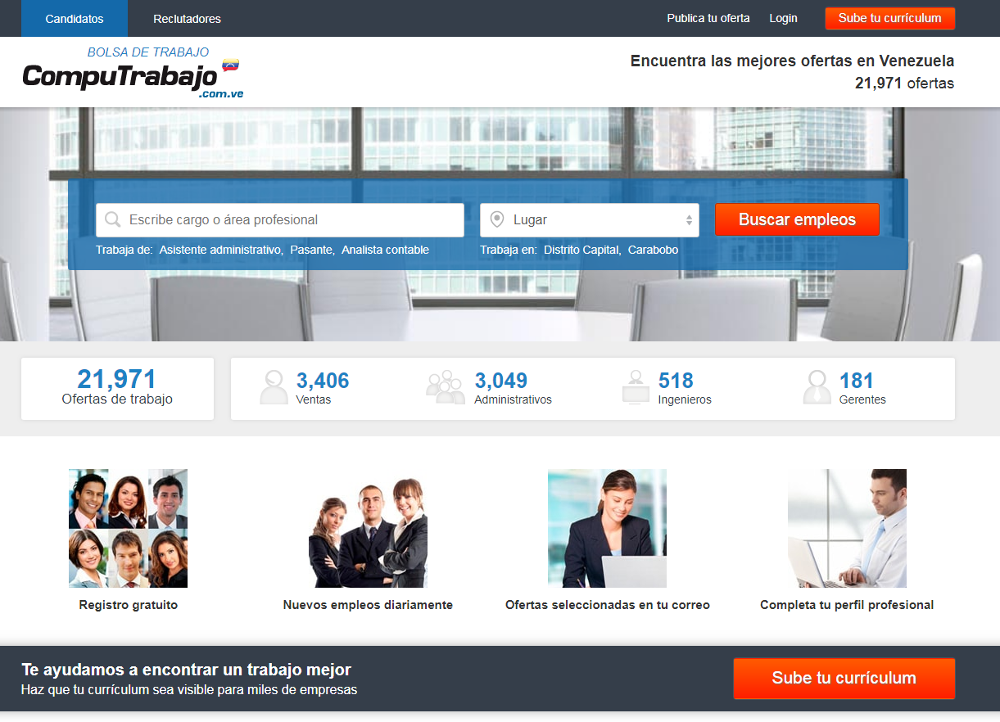 Candidatos
Reclutadores
Publica tu oferta
Login
Sube tu currículum
BOLSA DE TRABAJO
CompuTrabajo
.com.ve
Encuentra las mejores ofertas en Venezuela
21,971 ofertas
Escribe cargo o área profesional
Lugar
Buscar empleos
Trabaja de: Asistente administrativo, Pasante, Analista contable
Trabaja en: Distrito Capital, Carabobo
21,971
Ofertas de trabajo
3,406
Ventas
3,049
Administrativos
518
Ingenieros
181
Gerentes
Registro gratuito
Nuevos empleos diariamente
Ofertas seleccionadas en tu correo
Completa tu perfil profesional
Te ayudamos a encontrar un trabajo mejor
Haz que tu currículum sea visible para miles de empresas
Sube tu currículum